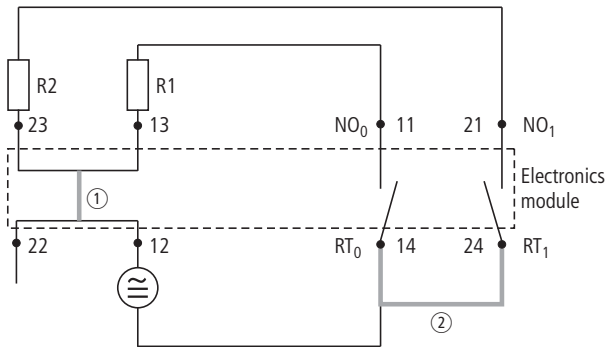 R2 R1
23 13 NO₀ 11 21 NO₁
Electronics
module
①
22 12 RT₀ 14 24 RT₁
②